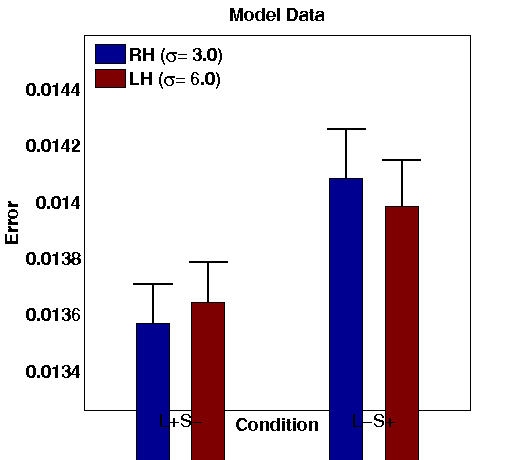 Model Data
RH (σ= 3.0)
LH (σ= 6.0)
0.0144
0.0142
0.014
0.0138
0.0136
0.0134
Error
L+S−
Condition
L−S+